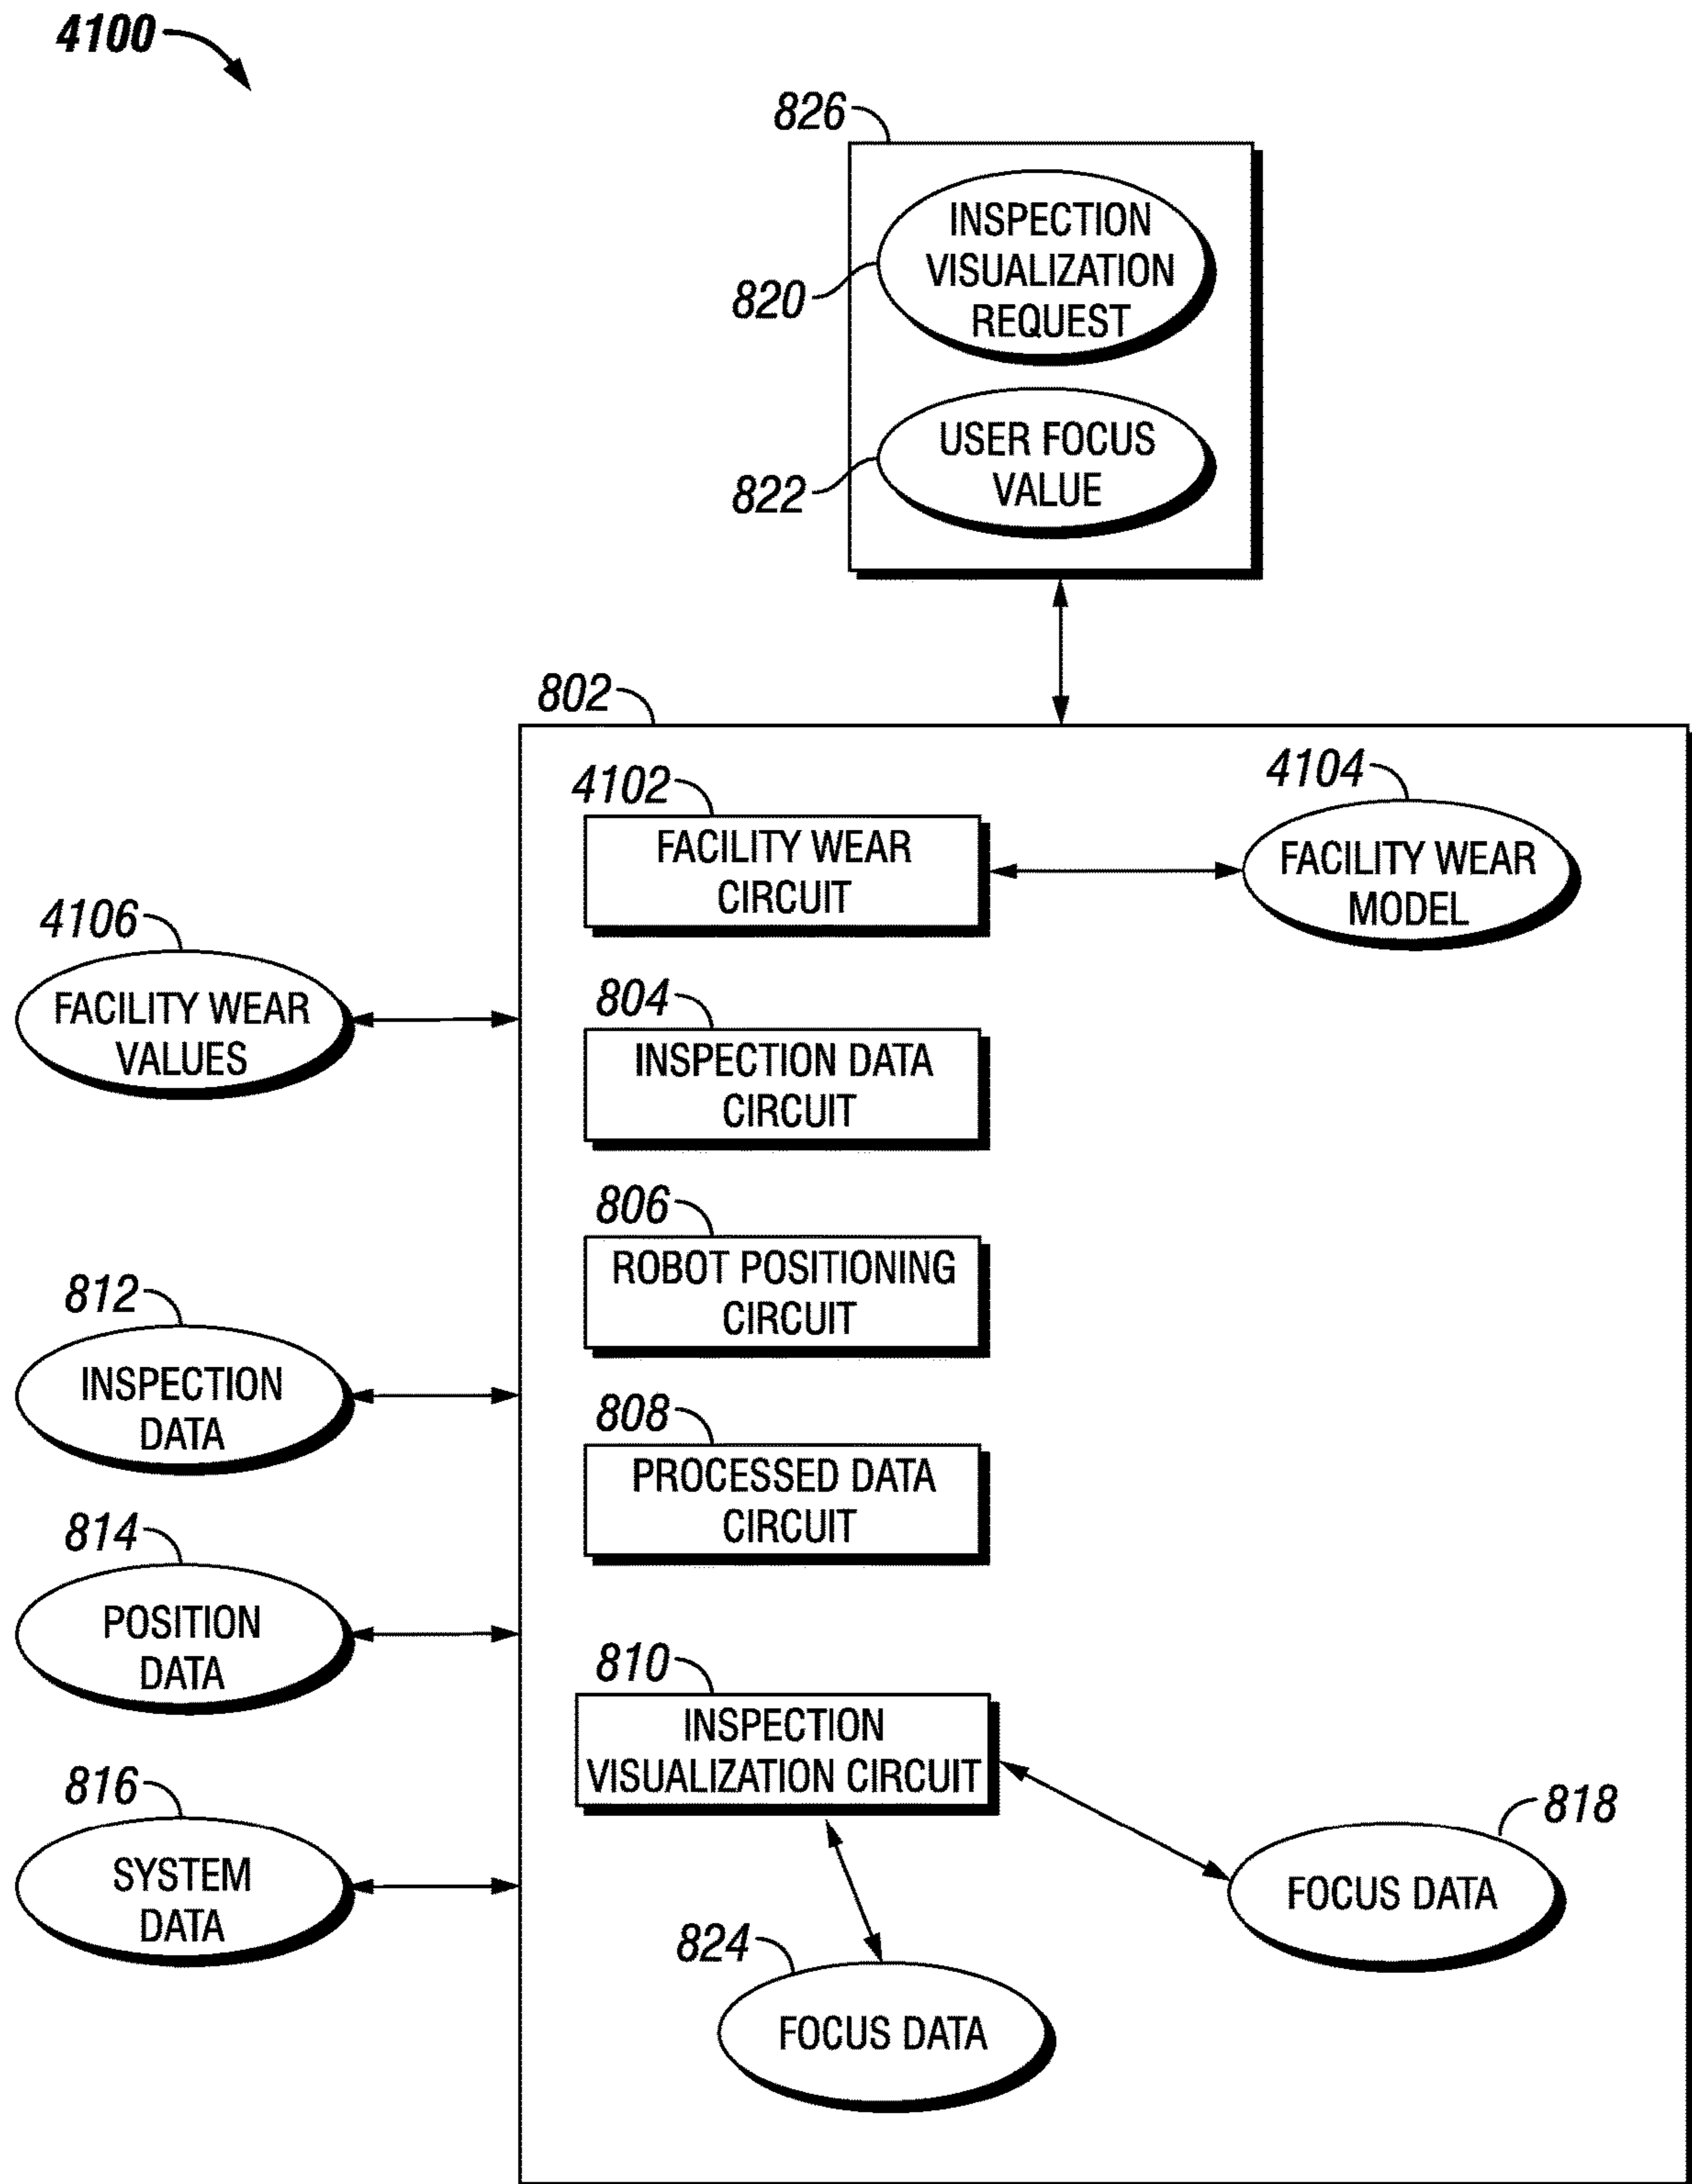 4100
826
INSPECTION
VISUALIZATION
REQUEST
820
USER FOCUS
VALUE
822
802
4102
FACILITY WEAR
CIRCUIT
4104
FACILITY WEAR
MODEL
4106
FACILITY WEAR
VALUES
804
INSPECTION DATA
CIRCUIT
806
ROBOT POSITIONING
CIRCUIT
812
INSPECTION
DATA
808
PROCESSED DATA
CIRCUIT
814
POSITION
DATA
810
INSPECTION
VISUALIZATION CIRCUIT
816
SYSTEM
DATA
818
FOCUS DATA
824
FOCUS DATA